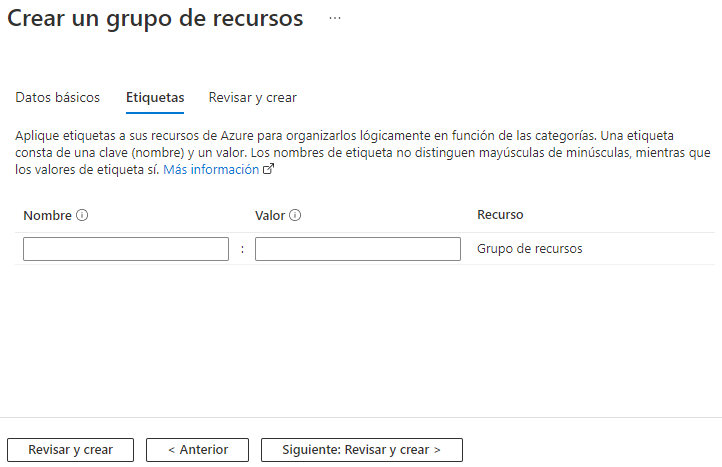 Crear un grupo de recursos ...
Datos básicos Etiquetas Revisar y crear
Aplique etiquetas a sus recursos de Azure para organizarlos lógicamente en función de las categorías. Una etiqueta
consta de una clave (nombre) y un valor. Los nombres de etiqueta no distinguen mayúsculas de minúsculas, mientras que
los valores de etiqueta sí. Más información
Nombre Valor Recurso
: Grupo de recursos
Revisar y crear < Anterior Siguiente: Revisar y crear >